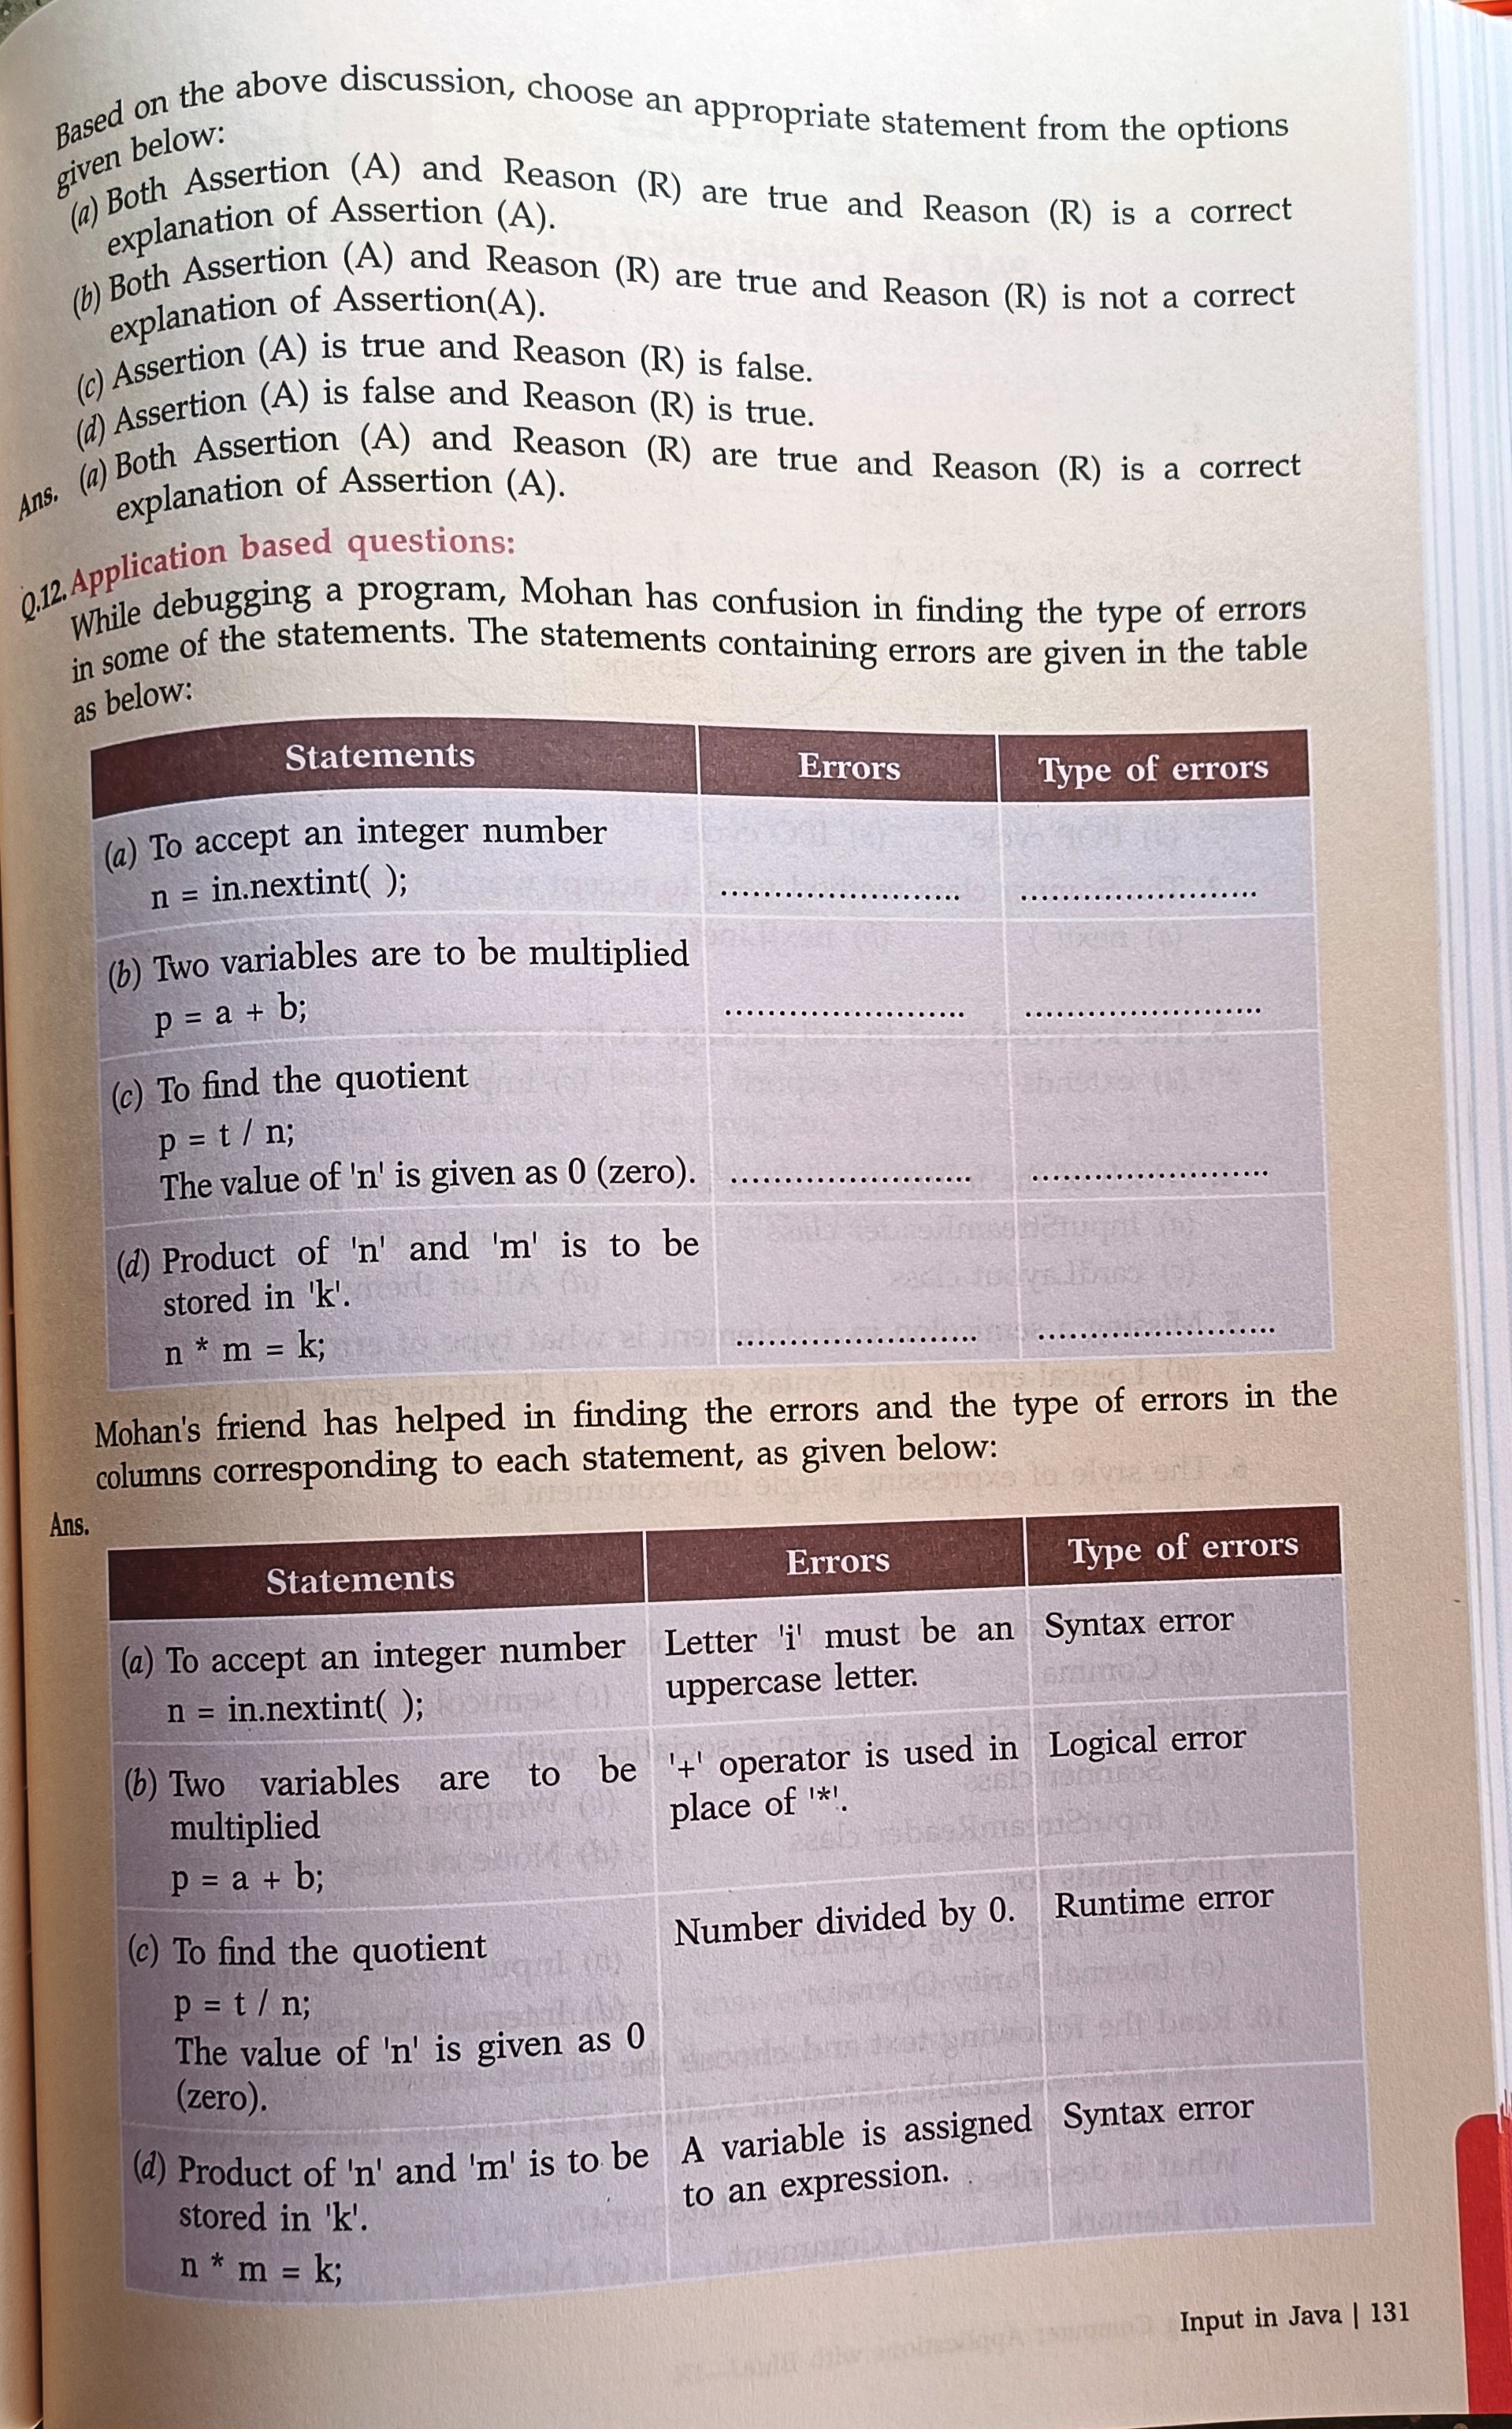 Based on the above discussion, choose an appropriate statement from the options
given below:
(a) Both Assertion (A) and Reason (R) are true and Reason (R) is a correct
explanation of Assertion (A).
(b) Both Assertion (A) and Reason (R) are true and Reason (R) is not a correct
explanation of Assertion(A).
(c) Assertion (A) is true and Reason (R) is false.
(d) Assertion (A) is false and Reason (R) is true.
Ans. (a) Both Assertion (A) and Reason (R) are true and Reason (R) is a correct
explanation of Assertion (A).
Q.12. Application based questions:
While debugging a program, Mohan has confusion in finding the type of errors
in some of the statements. The statements containing errors are given in the table
as below:
Statements Errors Type of errors
(a) To accept an integer number
n = in.nextint( ); ........................ ........................
(b) Two variables are to be multiplied
p = a + b; ........................ ........................
(c) To find the quotient
p = t / n;
The value of 'n' is given as 0 (zero). ........................ ........................
(d) Product of 'n' and 'm' is to be
stored in 'k'.
n * m = k; ........................ ........................
Mohan's friend has helped in finding the errors and the type of errors in the
columns corresponding to each statement, as given below:
Ans.
Statements Errors Type of errors
(a) To accept an integer number Letter 'i' must be an Syntax error
n = in.nextint( ); uppercase letter.
(b) Two variables are to be '+' operator is used in Logical error
multiplied place of '*'.
p = a + b;
(c) To find the quotient Number divided by 0. Runtime error
p = t / n;
The value of 'n' is given as 0
(zero).
(d) Product of 'n' and 'm' is to be A variable is assigned Syntax error
stored in 'k'. to an expression.
n * m = k;
Input in Java | 131